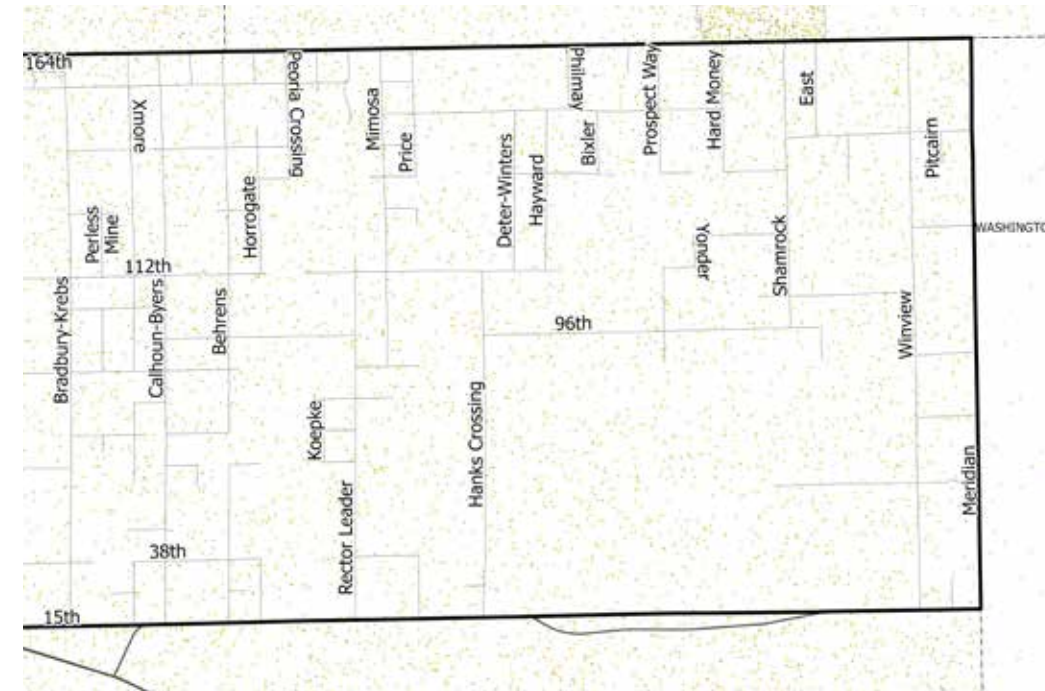 164th
Peoria Crossing
Philmay
Prospect Way
Hard Money
East
Xmore
Mimosa
Price
Bixler
Pitcairn
Deter-Winters
Hayward
Horrogate
Perless
Mine
WASHINGTO
Yonder
Shamrock
112th
Bradbury-Krebs
Calhoun-Byers
Behrens
96th
Winview
Koepke
Hanks Crossing
Meridian
Rector Leader
38th
15th